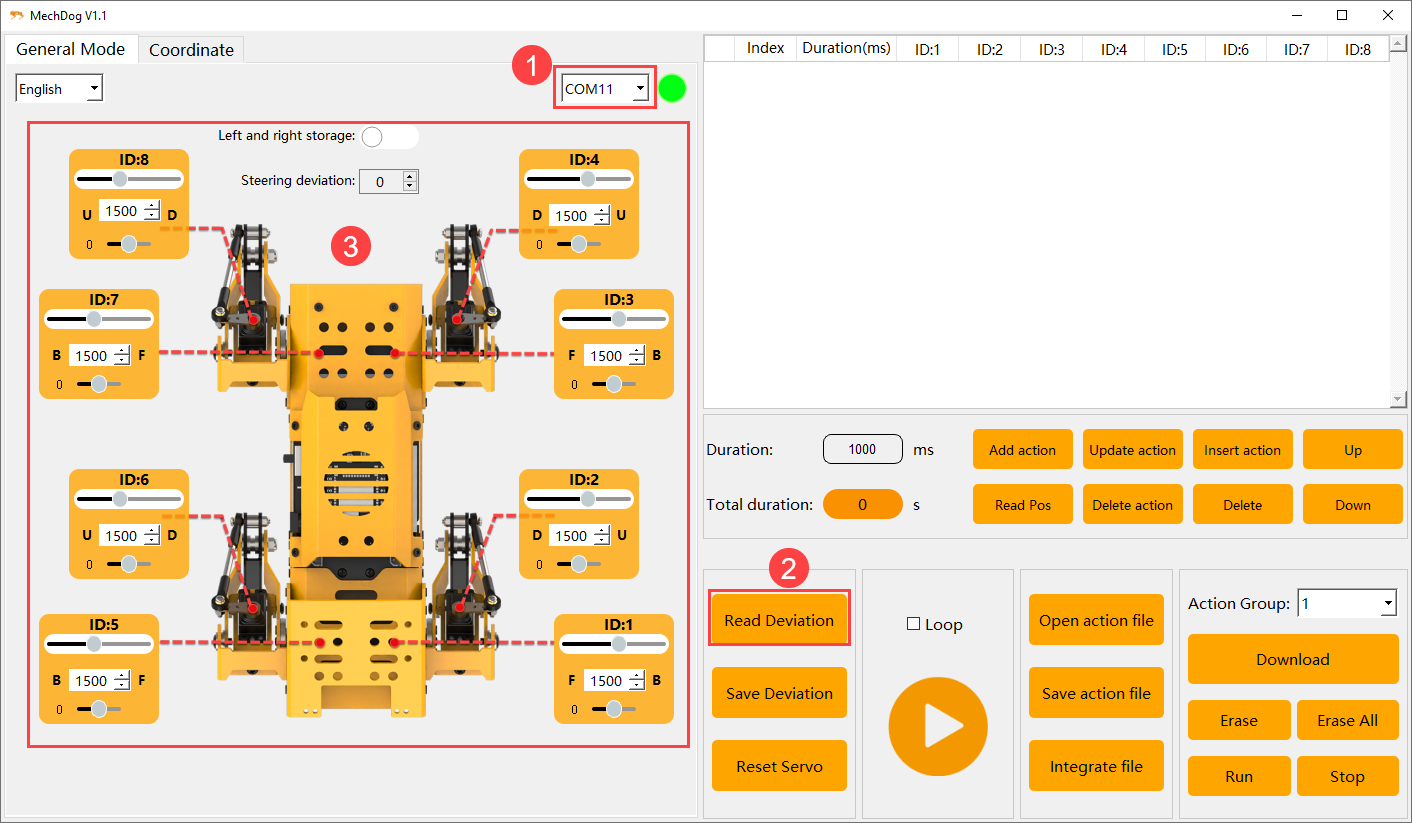 MechDog V1.1
General Mode
Coordinate
English
1
COM11
Left and right storage:
Steering deviation:
0
3
ID:8
U
1500
D
0
ID:4
D
1500
U
0
ID:7
B
1500
F
0
ID:3
F
1500
B
0
ID:6
U
1500
D
0
ID:2
D
1500
U
0
ID:5
B
1500
F
0
ID:1
F
1500
B
0
Index Duration(ms) ID:1 ID:2 ID:3 ID:4 ID:5 ID:6 ID:7 ID:8
Duration:
1000
ms
Add action
Update action
Insert action
Up
Total duration:
0
s
Read Pos
Delete action
Delete
Down
2
Read Deviation
Save Deviation
Reset Servo
Loop
Open action file
Save action file
Integrate file
Action Group:
1
Download
Erase
Erase All
Run
Stop